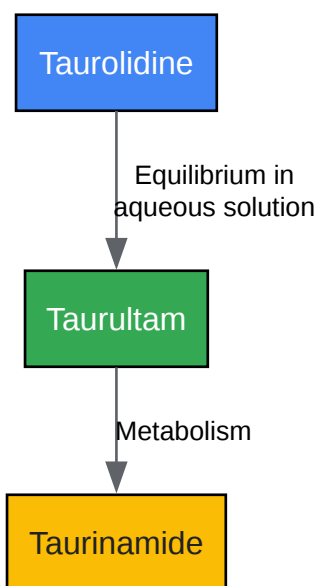 Taurolidine
Equilibrium in
aqueous solution
Taurultam
Metabolism
Taurinamide